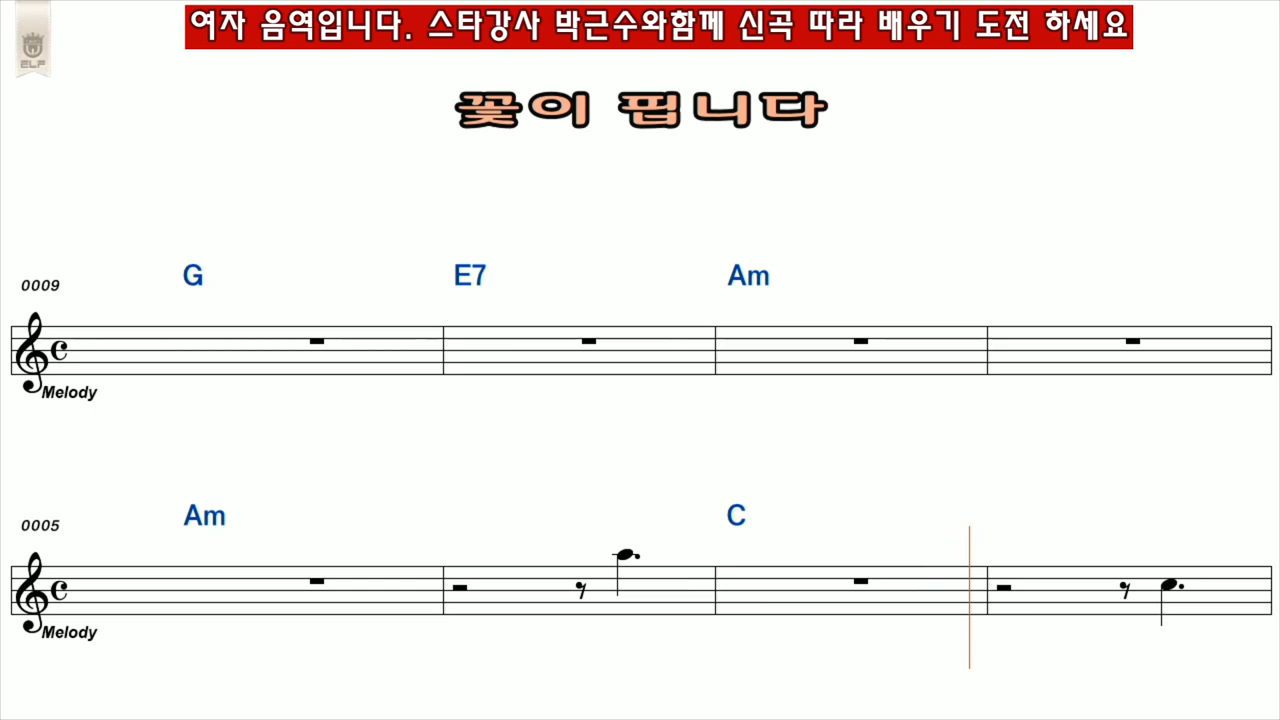 여자 음역입니다. 스타강사 박근수와함께 신곡 따라 배우기 도전 하세요
ELF
꽃이 핍니다
0009 G E7 Am
Melody
0005 Am C
Melody